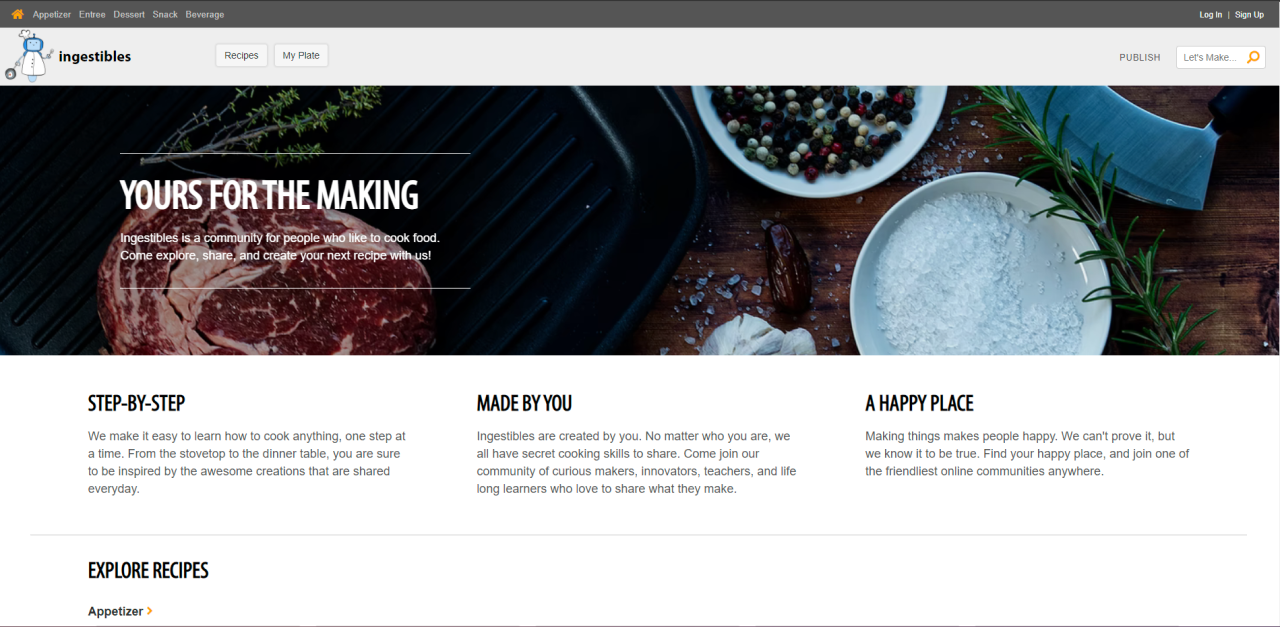 Appetizer Entree Dessert Snack Beverage
Log In | Sign Up
ingestibles
Recipes
My Plate
PUBLISH
Let's Make...
YOURS FOR THE MAKING
Ingestibles is a community for people who like to cook food.
Come explore, share, and create your next recipe with us!
STEP-BY-STEP
We make it easy to learn how to cook anything, one step at
a time. From the stovetop to the dinner table, you are sure
to be inspired by the awesome creations that are shared
everyday.
MADE BY YOU
Ingestibles are created by you. No matter who you are, we
all have secret cooking skills to share. Come join our
community of curious makers, innovators, teachers, and life
long learners who love to share what they make.
A HAPPY PLACE
Making things makes people happy. We can't prove it, but
we know it to be true. Find your happy place, and join one of
the friendliest online communities anywhere.
EXPLORE RECIPES
Appetizer